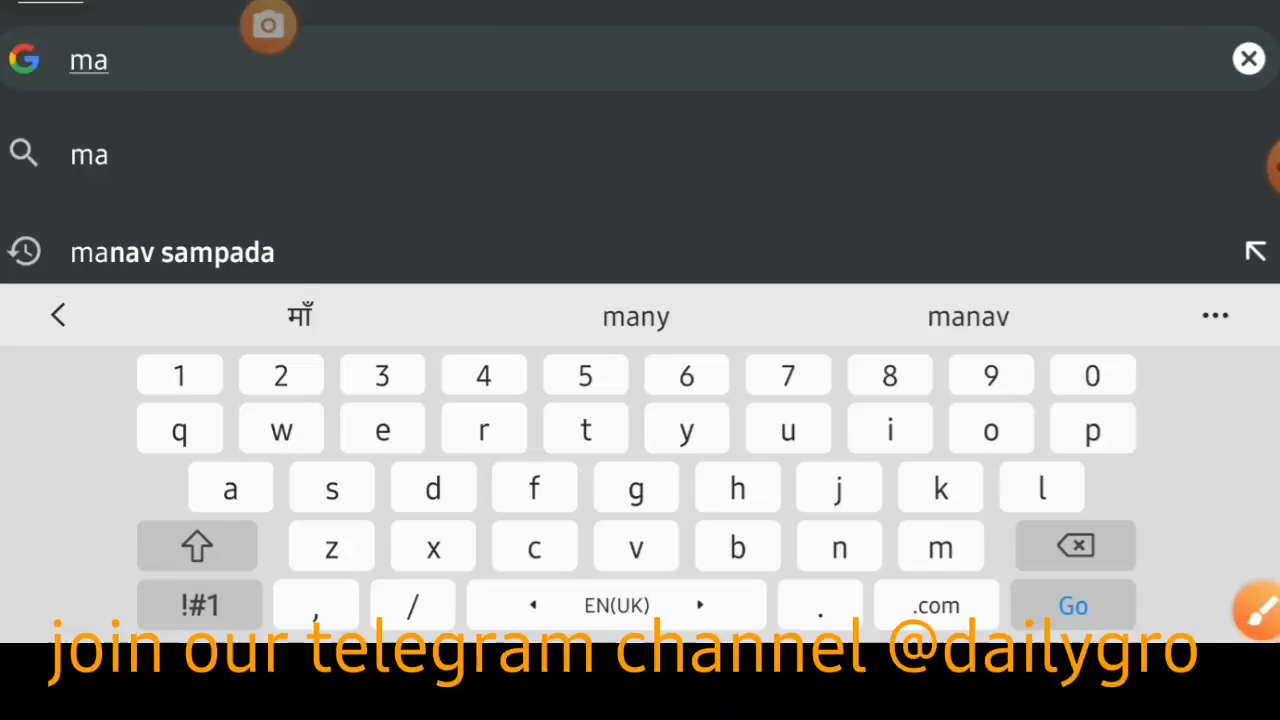 ma
ma
manav sampada
माँ many manav
1 2 3 4 5 6 7 8 9 0
q w e r t y u i o p
a s d f g h j k l
z x c v b n m
!#1 , / EN(UK) . .com Go
join our telegram channel @dailygro